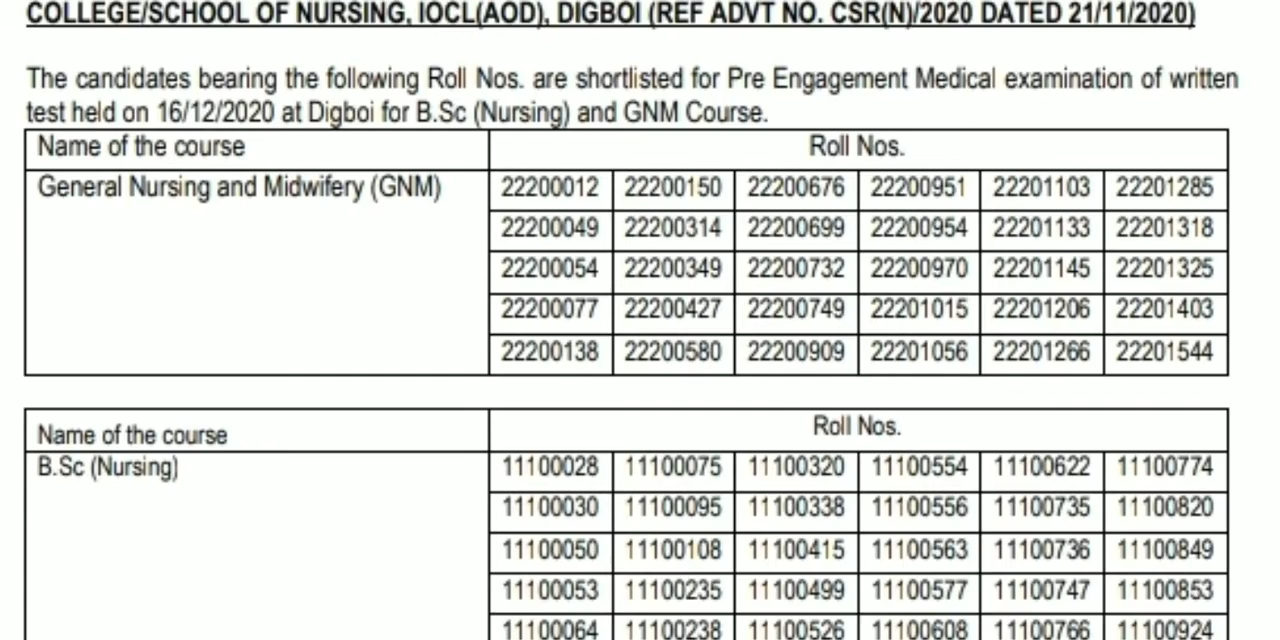 COLLEGE/SCHOOL OF NURSING, IOCL(AOD), DIGBOI (REF ADVT NO. CSR(N)/2020 DATED 21/11/2020)
The candidates bearing the following Roll Nos. are shortlisted for Pre Engagement Medical examination of written
test held on 16/12/2020 at Digboi for B.Sc (Nursing) and GNM Course.
Name of the course Roll Nos.
General Nursing and Midwifery (GNM) 22200012 22200150 22200676 22200951 22201103 22201285
22200049 22200314 22200699 22200954 22201133 22201318
22200054 22200349 22200732 22200970 22201145 22201325
22200077 22200427 22200749 22201015 22201206 22201403
22200138 22200580 22200909 22201056 22201266 22201544
Name of the course Roll Nos.
B.Sc (Nursing) 11100028 11100075 11100320 11100554 11100622 11100774
11100030 11100095 11100338 11100556 11100735 11100820
11100050 11100108 11100415 11100563 11100736 11100849
11100053 11100235 11100499 11100577 11100747 11100853
11100064 11100238 11100526 11100608 11100766 11100924